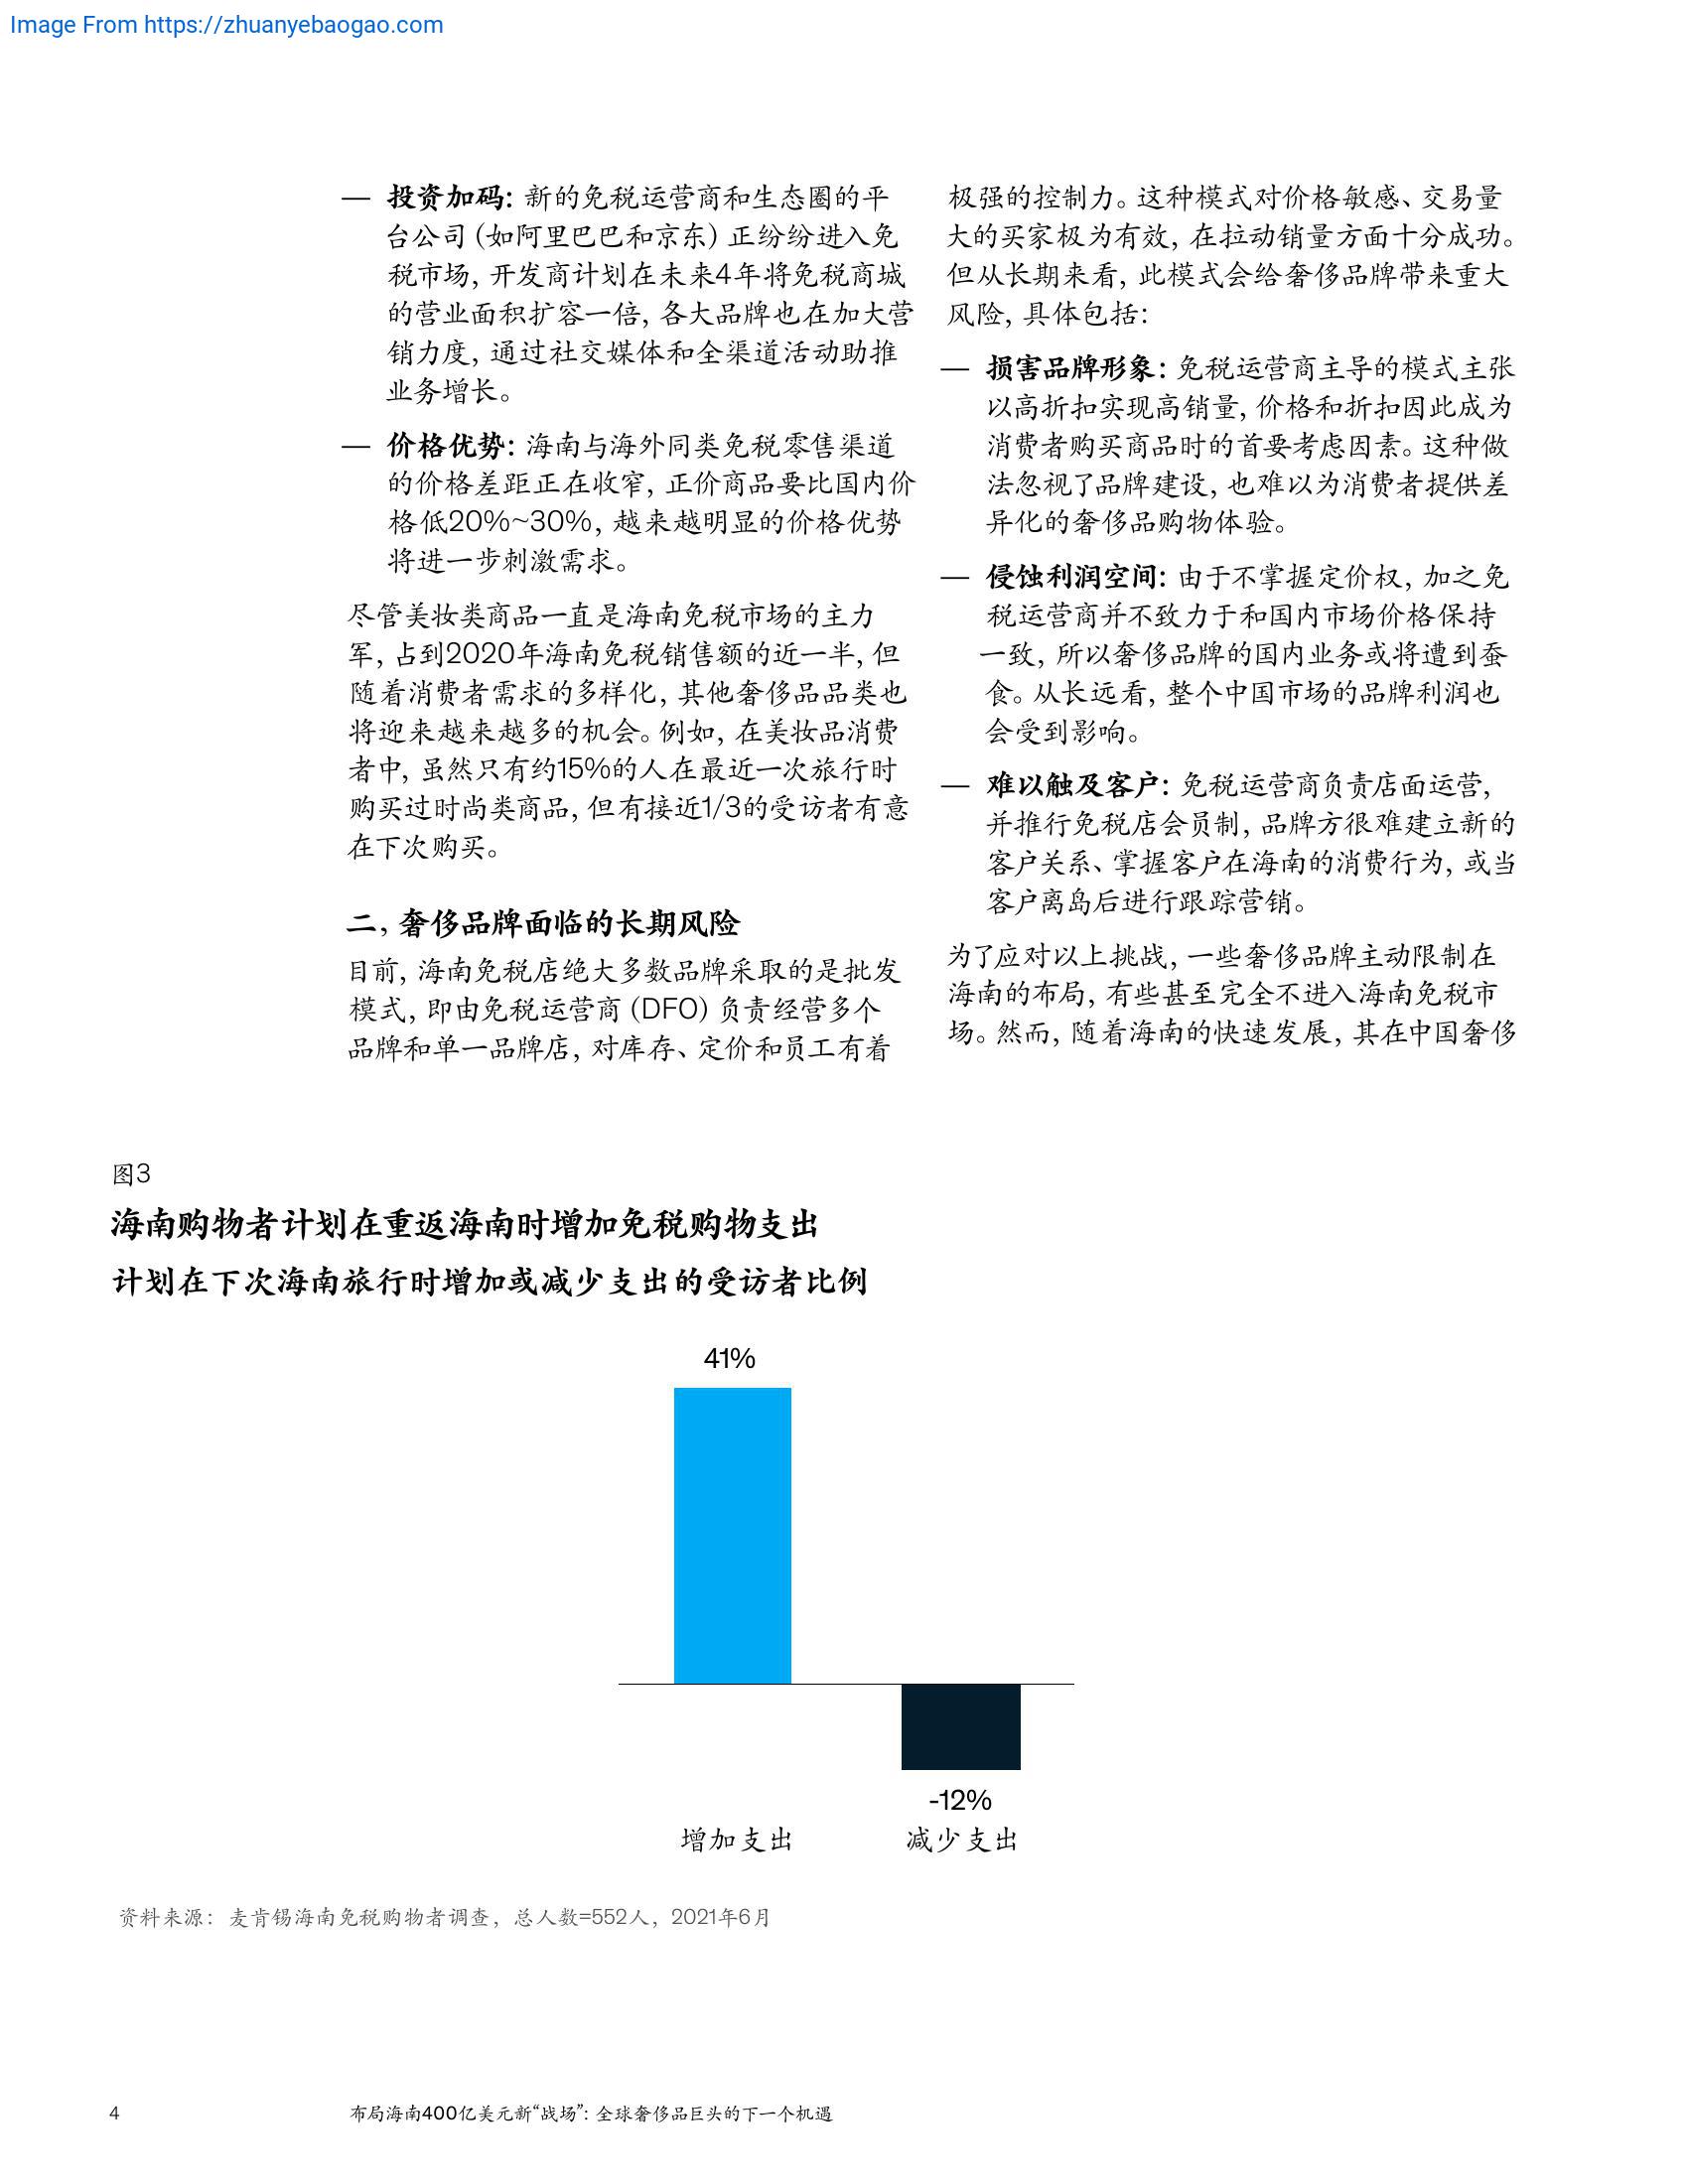 Image From https://zhuanyebaogao.com
— 投资加码：新的免税运营商和生态圈的平
台公司（如阿里巴巴和京东）正纷纷进入免
税市场，开发商计划在未来4年将免税商城
的营业面积扩容一倍，各大品牌也在加大营
销力度，通过社交媒体和全渠道活动助推
业务增长。
— 价格优势：海南与海外同类免税零售渠道
的价格差距正在收窄，正价商品要比国内价
格低20%~30%，越来越明显的价格优势
将进一步刺激需求。
尽管美妆类商品一直是海南免税市场的主力
军，占到2020年海南免税销售额的近一半，但
随着消费者需求的多样化，其他奢侈品品类也
将迎来越来越多的机会。例如，在美妆品消费
者中，虽然只有约15%的人在最近一次旅行时
购买过时尚类商品，但有接近1/3的受访者有意
在下次购买。
二，奢侈品牌面临的长期风险
目前，海南免税店绝大多数品牌采取的是批发
模式，即由免税运营商（DFO）负责经营多个
品牌和单一品牌店，对库存、定价和员工有着
极强的控制力。这种模式对价格敏感、交易量
大的买家极为有效，在拉动销量方面十分成功。
但从长期来看，此模式会给奢侈品牌带来重大
风险，具体包括：
— 损害品牌形象：免税运营商主导的模式主张
以高折扣实现高销量，价格和折扣因此成为
消费者购买商品时的首要考虑因素。这种做
法忽视了品牌建设，也难以为消费者提供差
异化的奢侈品购物体验。
— 侵蚀利润空间：由于不掌握定价权，加之免
税运营商并不致力于和国内市场价格保持
一致，所以奢侈品牌的国内业务或将遭到蚕
食。从长远看，整个中国市场的品牌利润也
会受到影响。
— 难以触及客户：免税运营商负责店面运营，
并推行免税店会员制，品牌方很难建立新的
客户关系、掌握客户在海南的消费行为，或当
客户离岛后进行跟踪营销。
为了应对以上挑战，一些奢侈品牌主动限制在
海南的布局，有些甚至完全不进入海南免税市
场。然而，随着海南的快速发展，其在中国奢侈
图3
海南购物者计划在重返海南时增加免税购物支出
计划在下次海南旅行时增加或减少支出的受访者比例
41%
-12%
增加支出 减少支出
资料来源：麦肯锡海南免税购物者调查，总人数=552人，2021年6月
4 布局海南400亿美元新“战场”：全球奢侈品巨头的下一个机遇